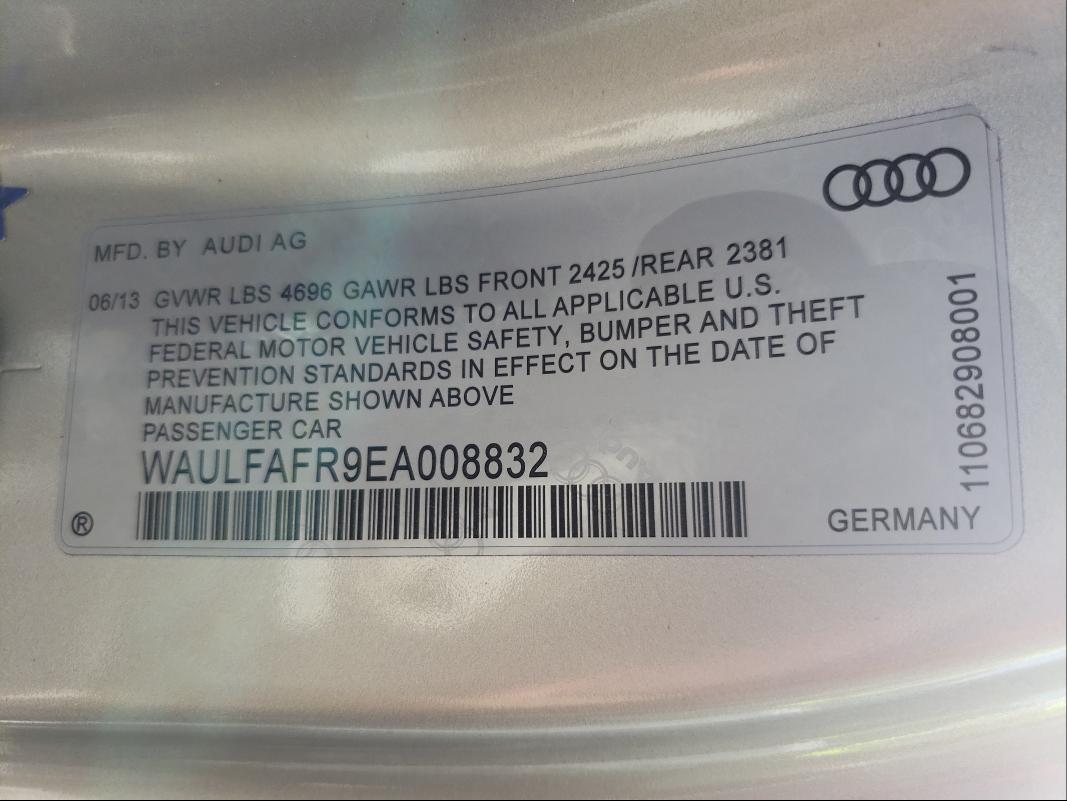 MFD. BY AUDI AG
06/13 GVWR LBS 4696 GAWR LBS FRONT 2425 /REAR 2381
THIS VEHICLE CONFORMS TO ALL APPLICABLE U.S.
FEDERAL MOTOR VEHICLE SAFETY, BUMPER AND THEFT
PREVENTION STANDARDS IN EFFECT ON THE DATE OF
MANUFACTURE SHOWN ABOVE
PASSENGER CAR
WAULFAFR9EA008832
®
GERMANY
110682908001